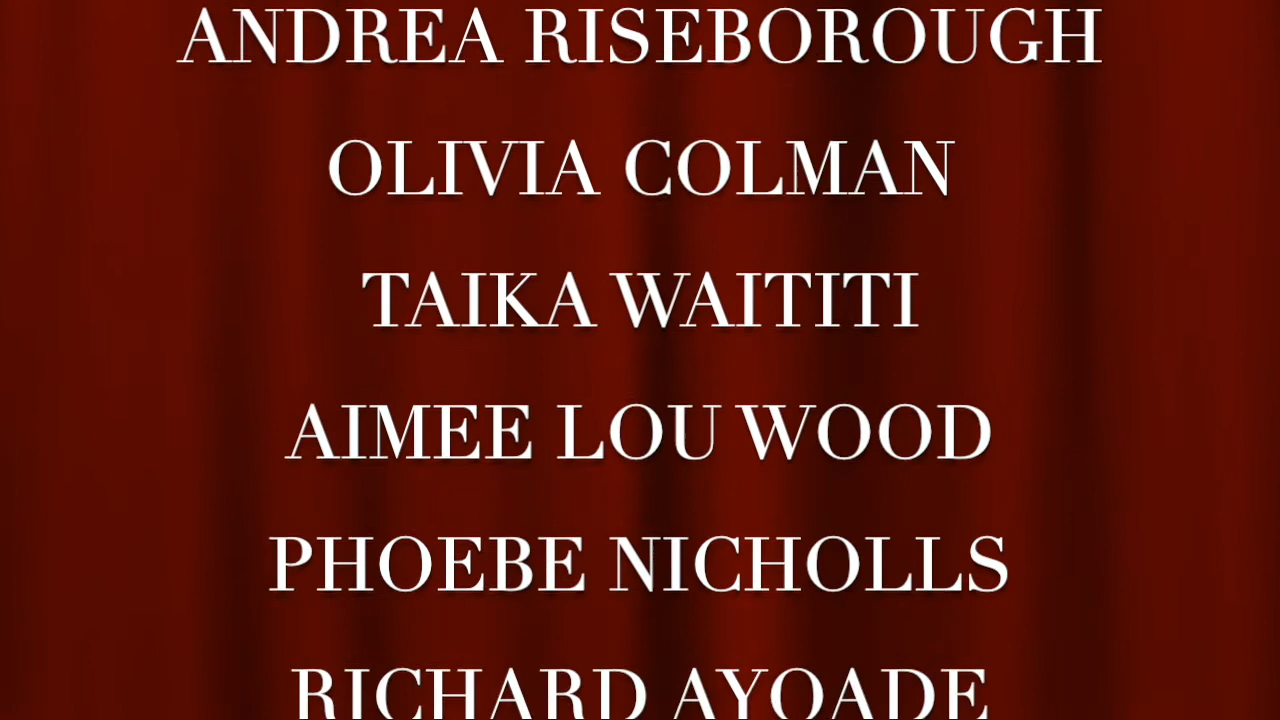 ANDREA RISEBOROUGH
OLIVIA COLMAN
TAIKA WAITITI
AIMEE LOU WOOD
PHOEBE NICHOLLS
RICHARD AYOADE